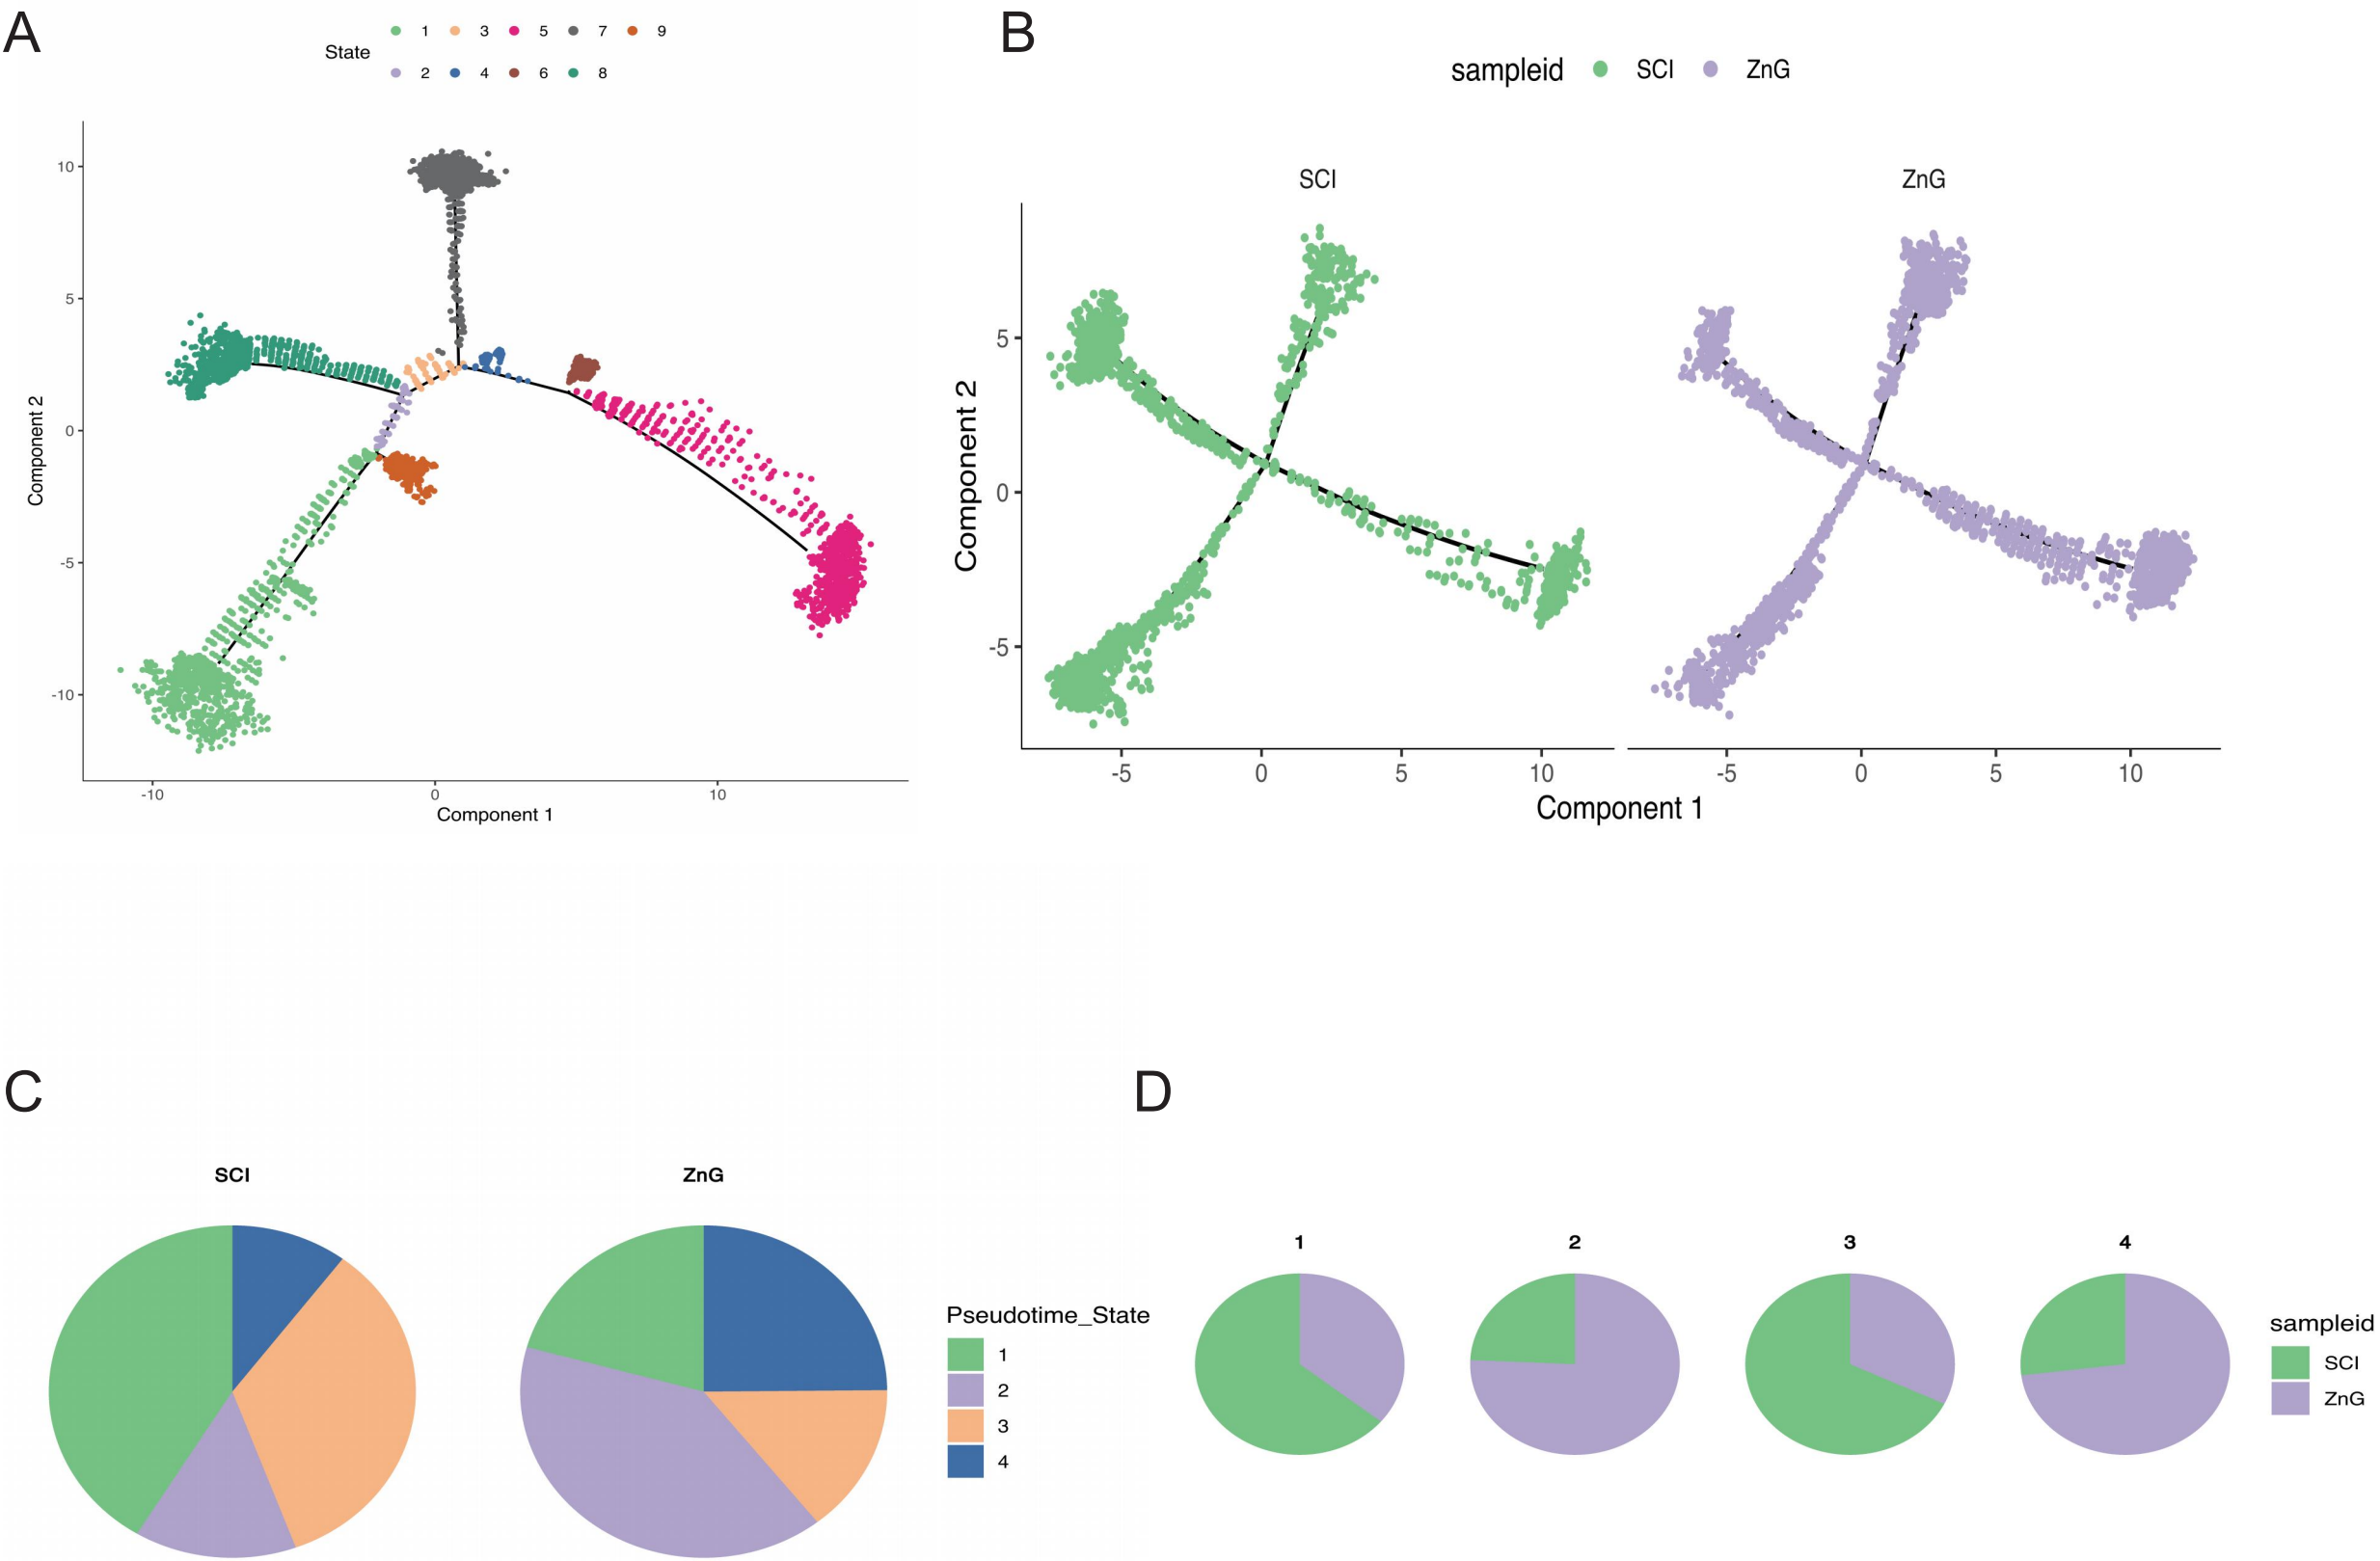 A
State
1 3 5 7 9
2 4 6 8
Component 2
10
5
0
-5
-10
-10 0 10
Component 1
B
sampleid SCI ZnG
SCI ZnG
Component 2
5
0
-5
-5 0 5 10 -5 0 5 10
Component 1
C
SCI ZnG
Pseudotime_State
1
2
3
4
D
1 2 3 4
sampleid
SCI
ZnG